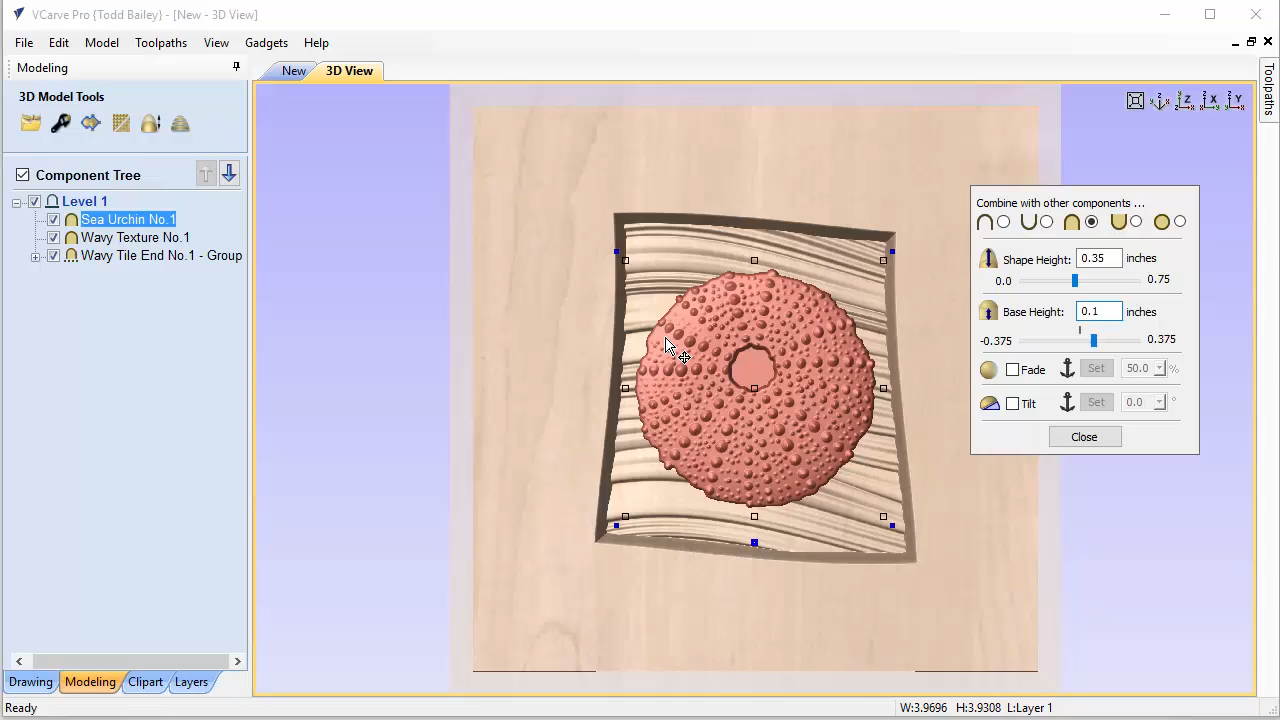 VCarve Pro {Todd Bailey} - [New - 3D View]
File Edit Model Toolpaths View Gadgets Help
Modeling
New 3D View
Toolpaths
3D Model Tools
Z X Y
Component Tree
Level 1
Sea Urchin No.1
Wavy Texture No.1
Wavy Tile End No.1 - Group
Combine with other components ...
Shape Height: 0.35 inches
0.0 0.75
Base Height: 0.1 inches
-0.375 0.375
Fade Set 50.0 %
Tilt Set 0.0 °
Close
Drawing Modeling Clipart Layers
Ready W:3.9696 H:3.9308 L:Layer 1